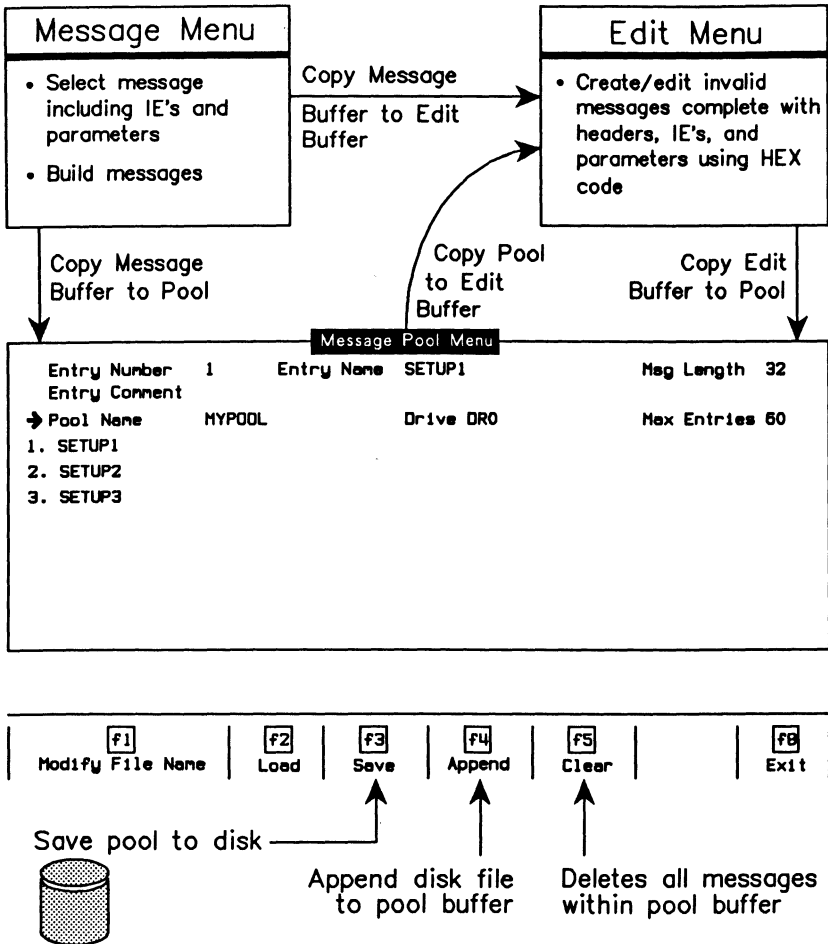 Message Menu
• Select message
including IE's and
parameters
• Build messages
Copy Message
Buffer to Edit
Buffer
Edit Menu
• Create/edit invalid
messages complete with
headers, IE's, and
parameters using HEX
code
Copy Message
Buffer to Pool
Copy Pool
to Edit
Buffer
Copy Edit
Buffer to Pool
Message Pool Menu
Entry Number 1 Entry Name SETUP1 Msg Length 32
Entry Comment
Pool Name MYPOOL Drive DR0 Max Entries 60
1. SETUP1
2. SETUP2
3. SETUP3
f1 f2 f3 f4 f5 f8
Modify File Name Load Save Append Clear Exit
Save pool to disk
Append disk file
to pool buffer
Deletes all messages
within pool buffer